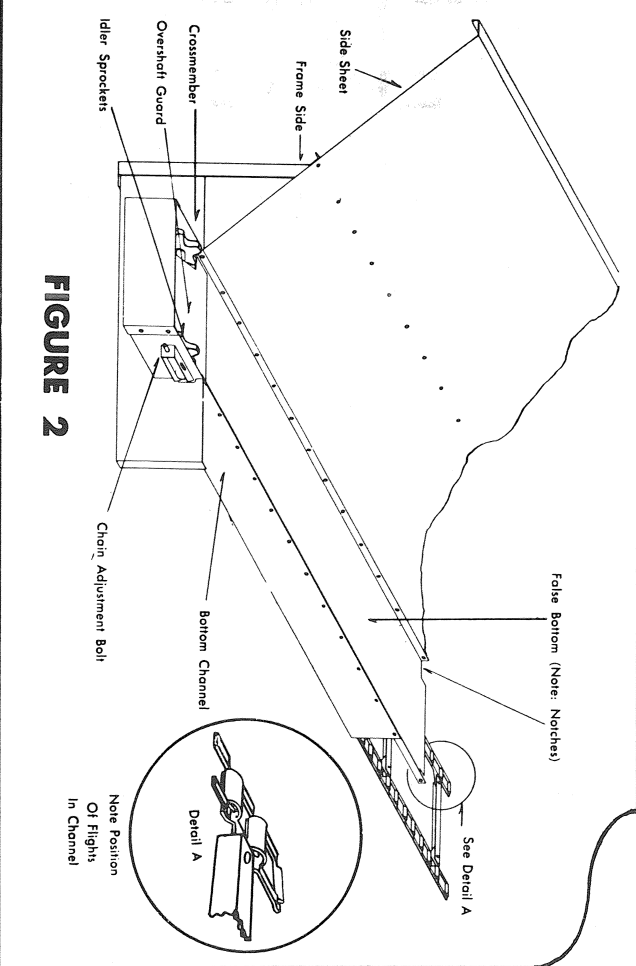 Side Sheet
Frame Side
Crossmember
Overshaft Guard
Idler Sprockets
False Bottom (Note: Notches)
See Detail A
Bottom Channel
Chain Adjustment Bolt
Detail A
Note Position
Of Flights
In Channel
FIGURE 2